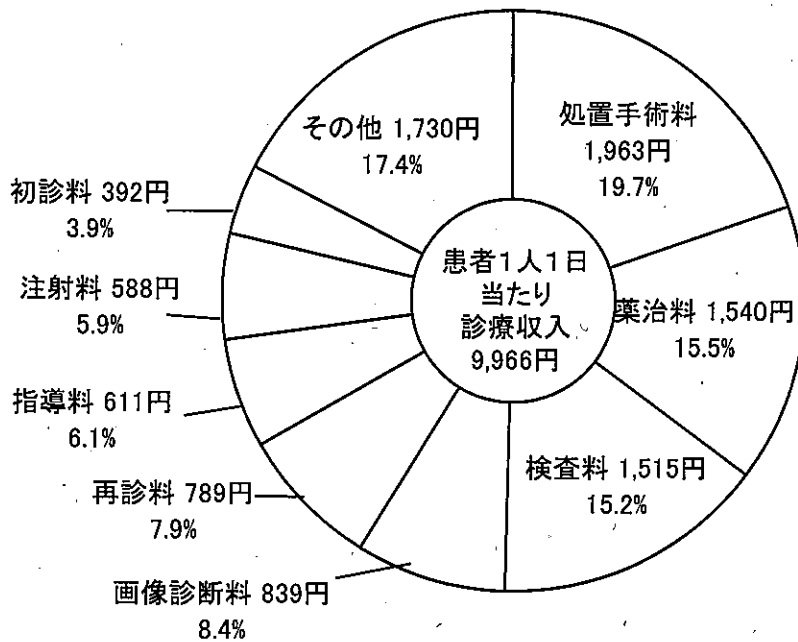 処置手術料
1,963円
19.7%
薬治料 1,540円
15.5%
検査料 1,515円
15.2%
画像診断料 839円
8.4%
再診料 789円
7.9%
指導料 611円
6.1%
注射料 588円
5.9%
初診料 392円
3.9%
その他 1,730円
17.4%
患者1人1日
当たり
診療収入
9,966円